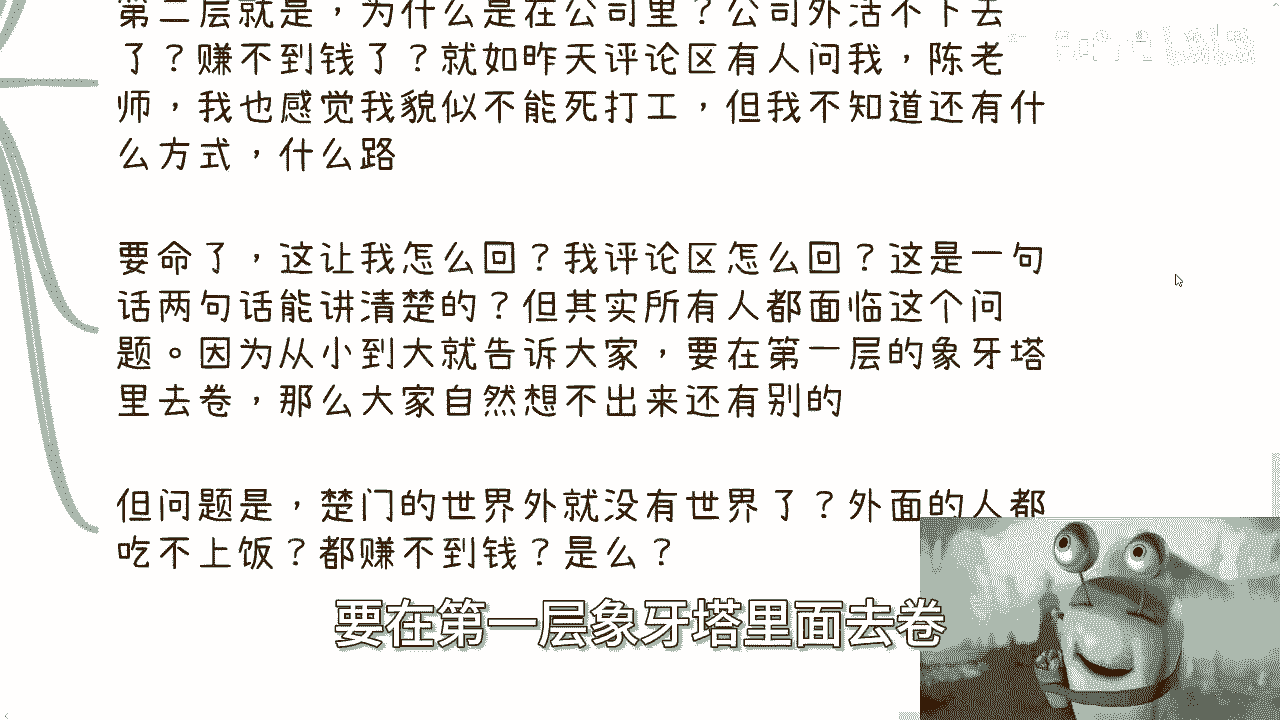 第二层就是，为什么是在公司里？公司外活不下去
了？赚不到钱了？就如昨天评论区有人问我，陈老
师，我也感觉我貌似不能死打工，但我不知道还有什
么方式，什么路
要命了，这让我怎么回？我评论区怎么回？这是一句
话两句话能讲清楚的？但其实所有人都面临这个问
题。因为从小到大就告诉大家，要在第一层的象牙塔
里去卷，那么大家自然想不出来还有别的
但问题是，楚门的世界外就没有世界了？外面的人都
吃不上饭？都赚不到钱？是么？
要在第一层象牙塔里面去卷